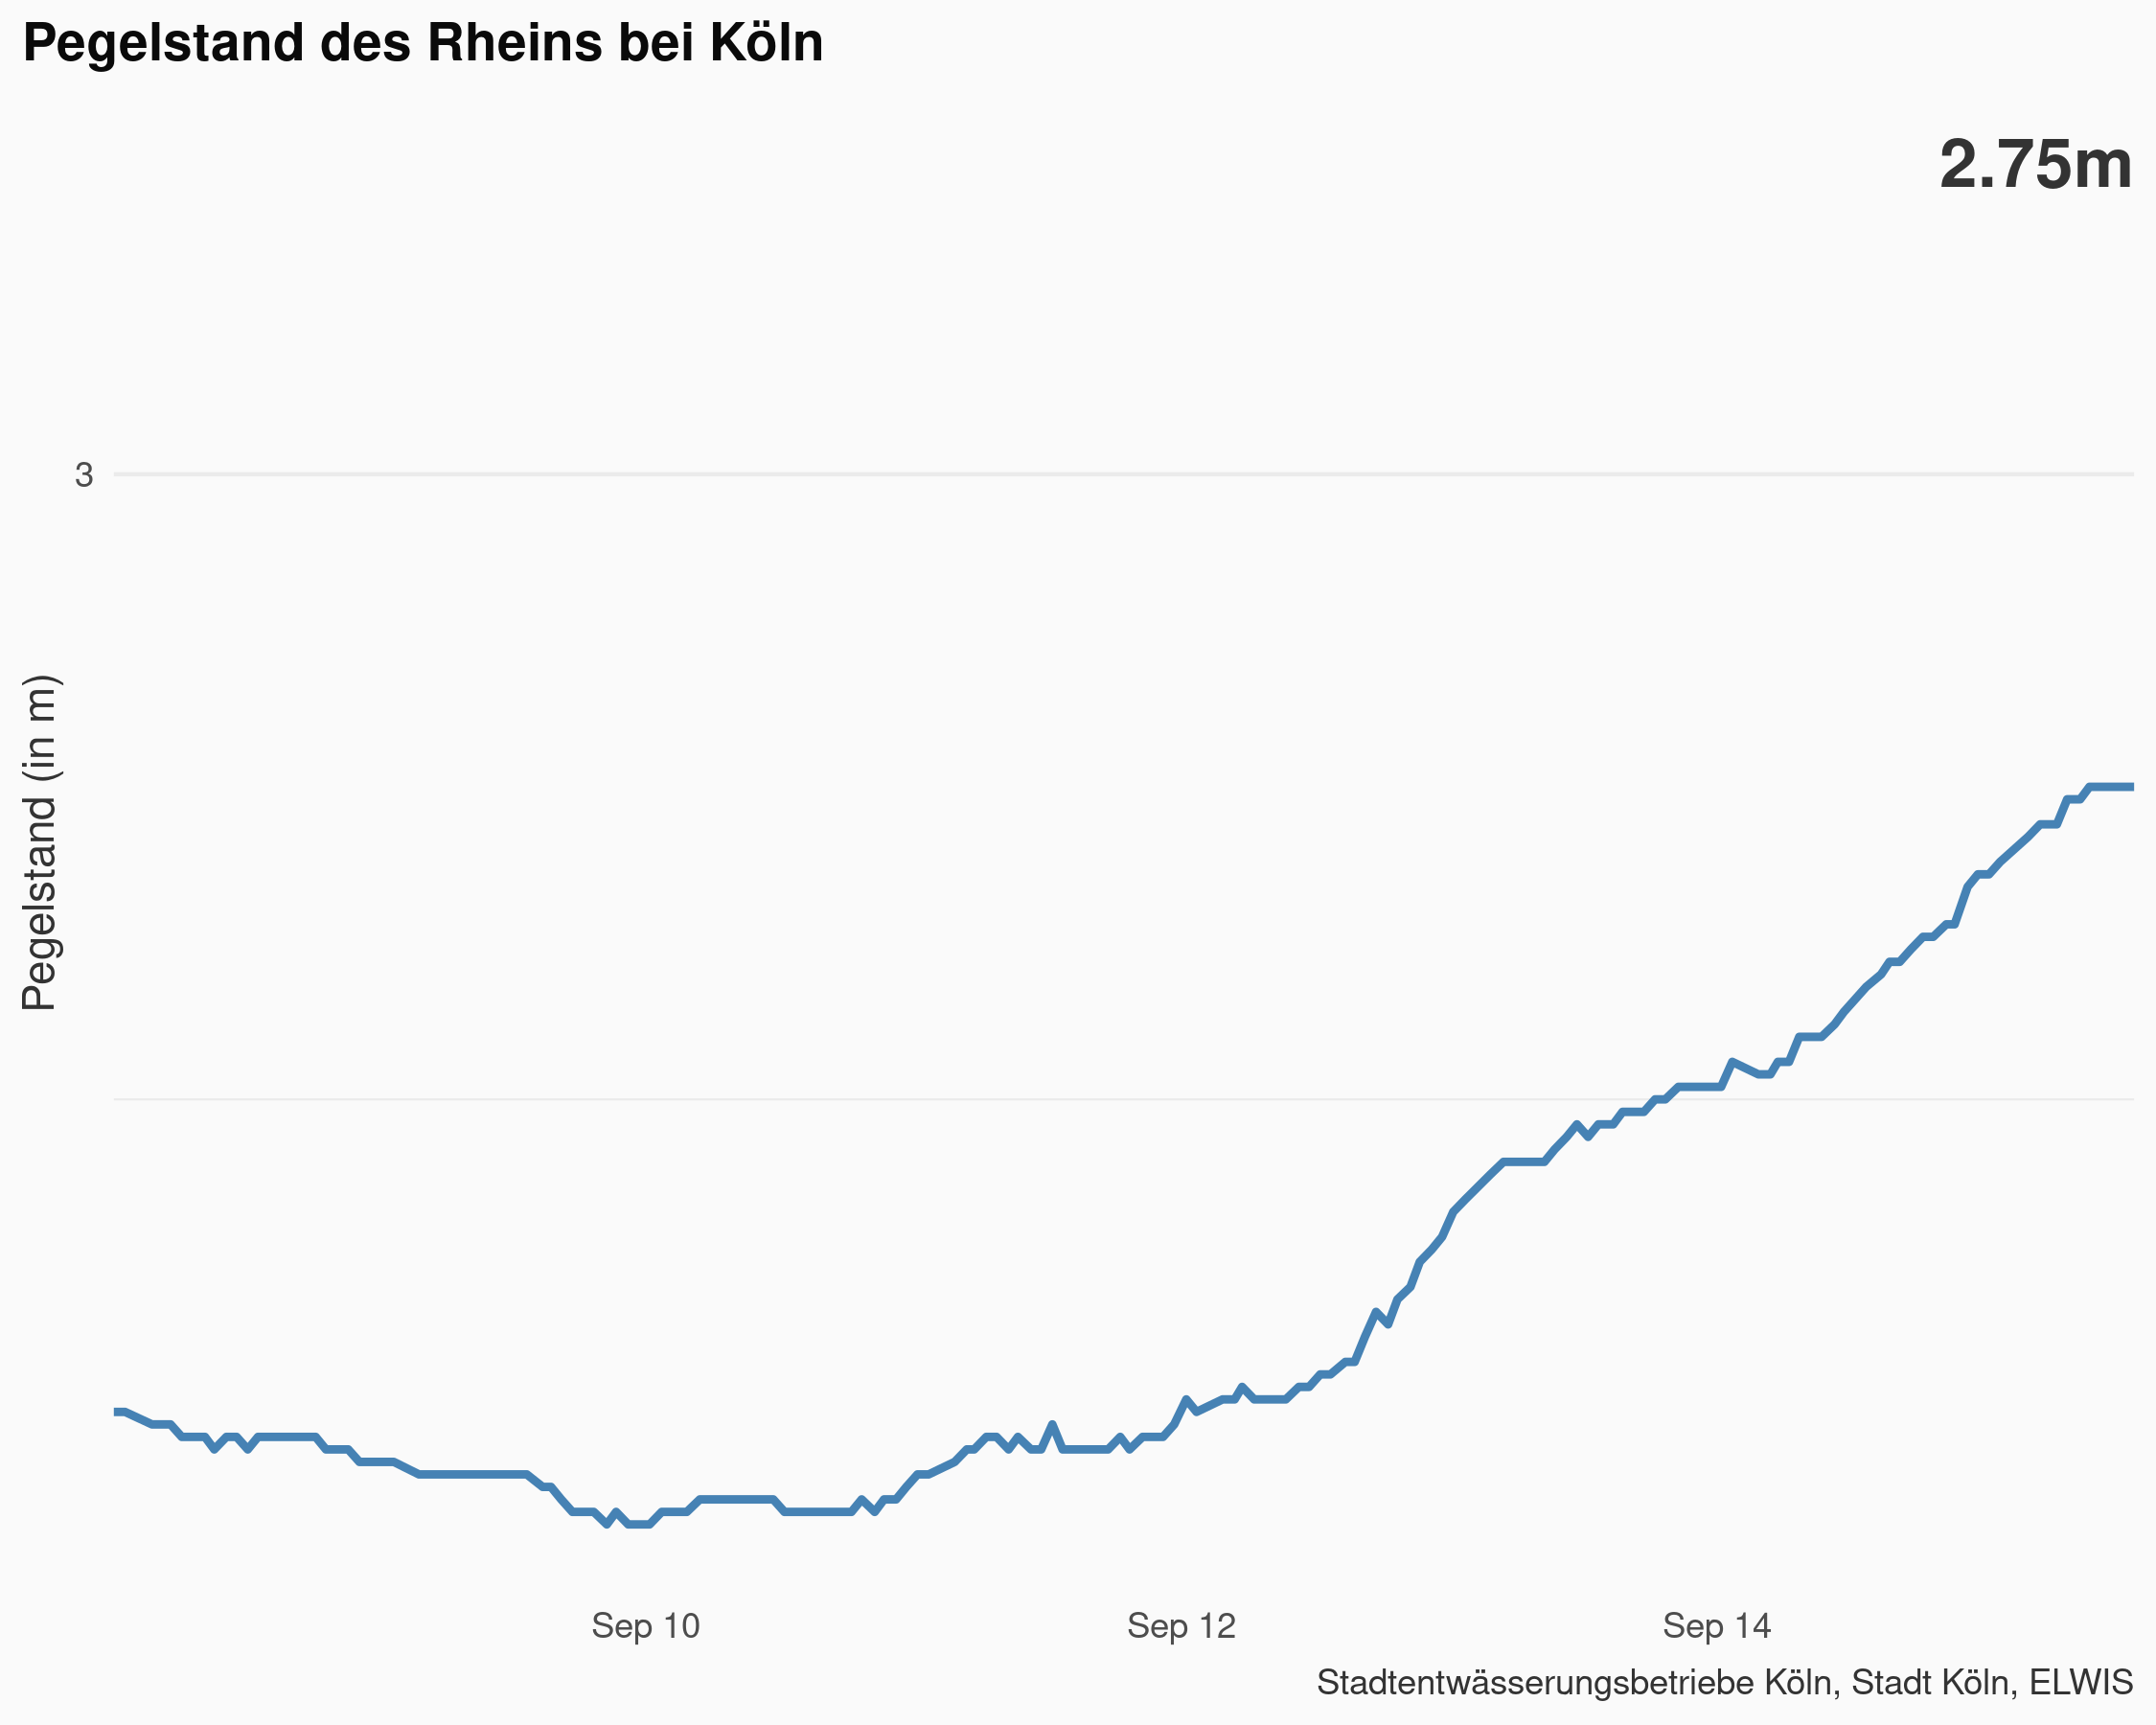 Pegelstand des Rheins bei Köln
2.75m
3
Pegelstand (in m)
Sep 10
Sep 12
Sep 14
Stadtentwässerungsbetriebe Köln, Stadt Köln, ELWIS